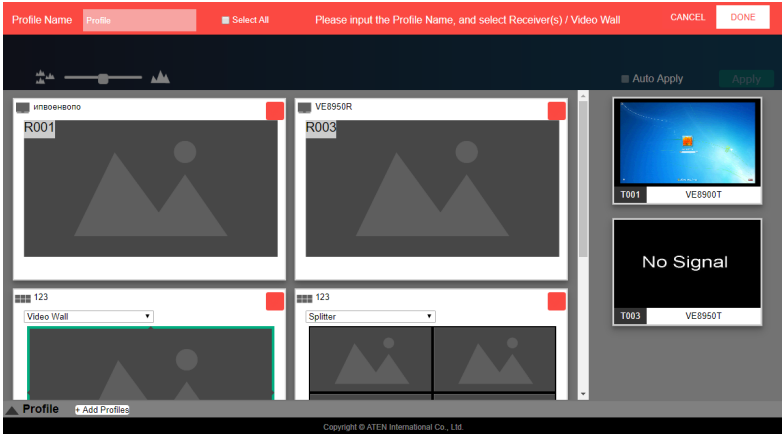 Profile Name Profile Select All Please input the Profile Name, and select Receiver(s) / Video Wall CANCEL DONE
Auto Apply Apply
ипвоенвопо
R001
VE8950R
R003
T001 VE8900T
No Signal
T003 VE8950T
123
Video Wall
123
Splitter
Profile + Add Profiles
Copyright © ATEN International Co., Ltd.